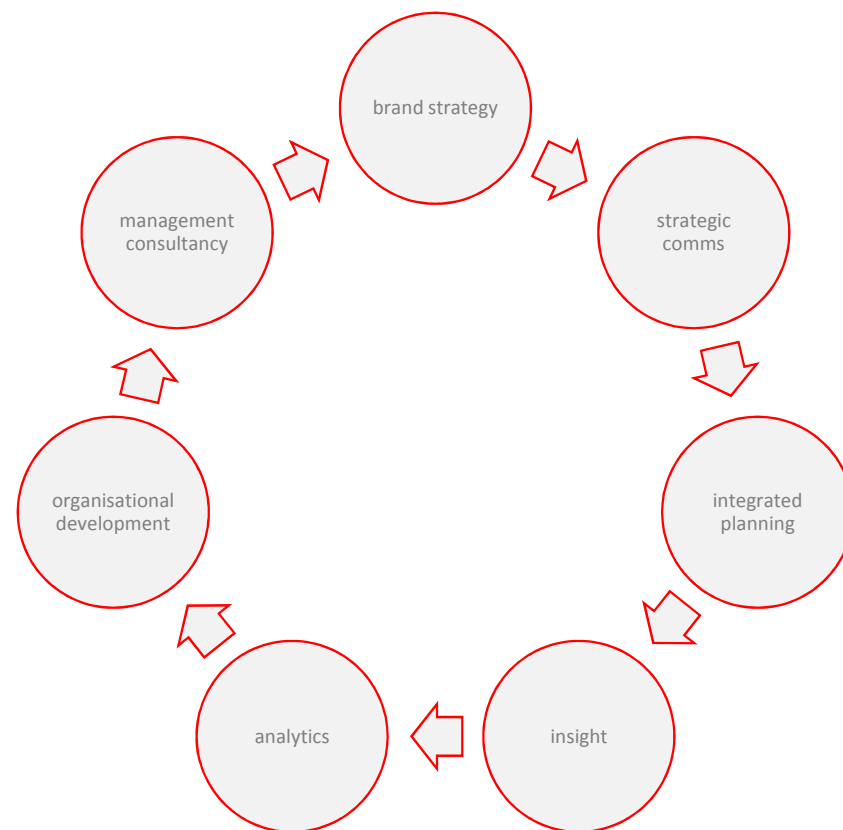 brand strategy
strategic
comms
integrated
planning
insight
analytics
organisational
development
management
consultancy